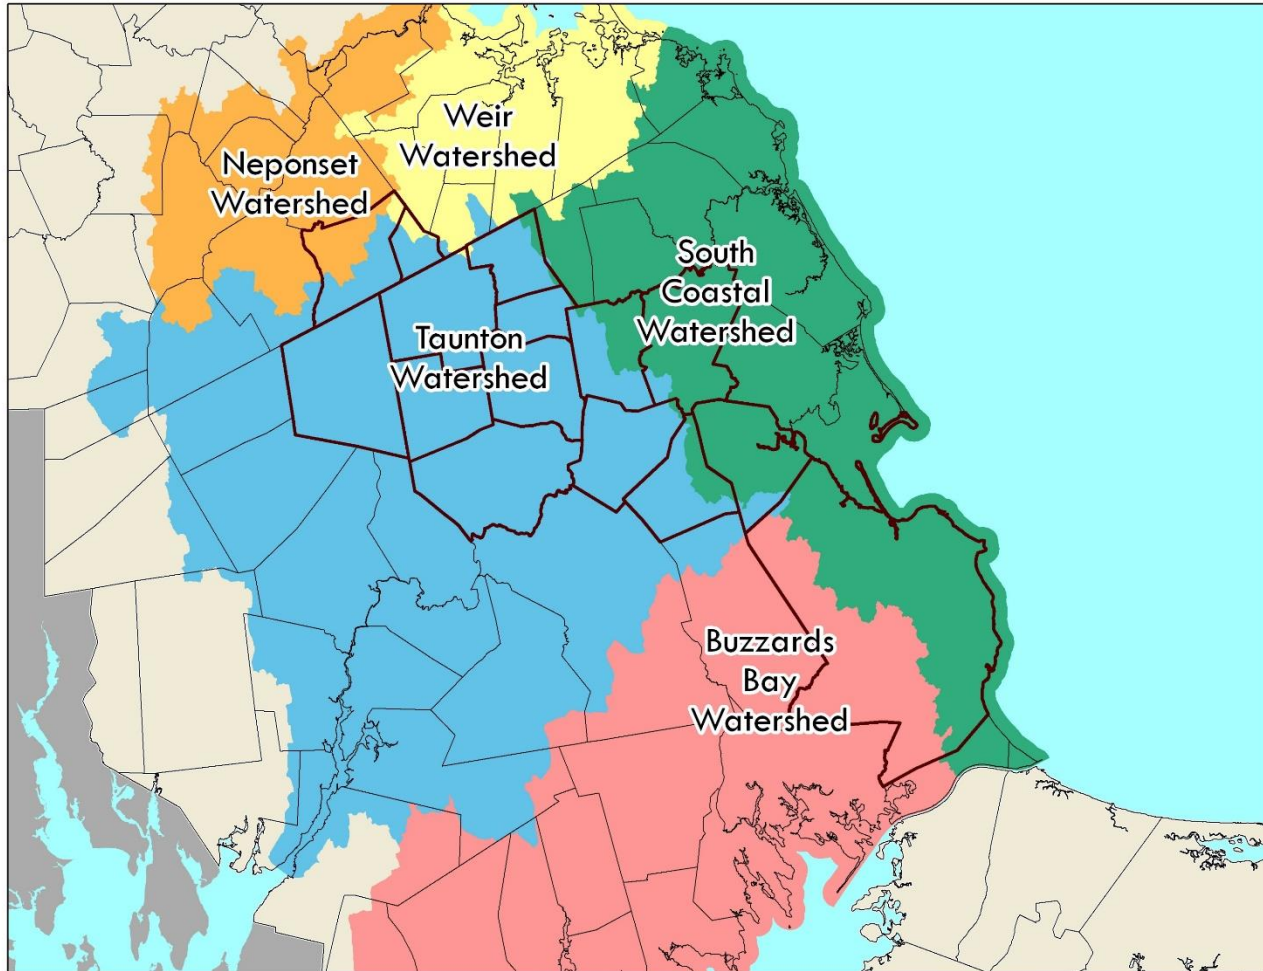 Weir
Watershed
Neponset
Watershed
South
Coastal
Watershed
Taunton
Watershed
Buzzards
Bay
Watershed